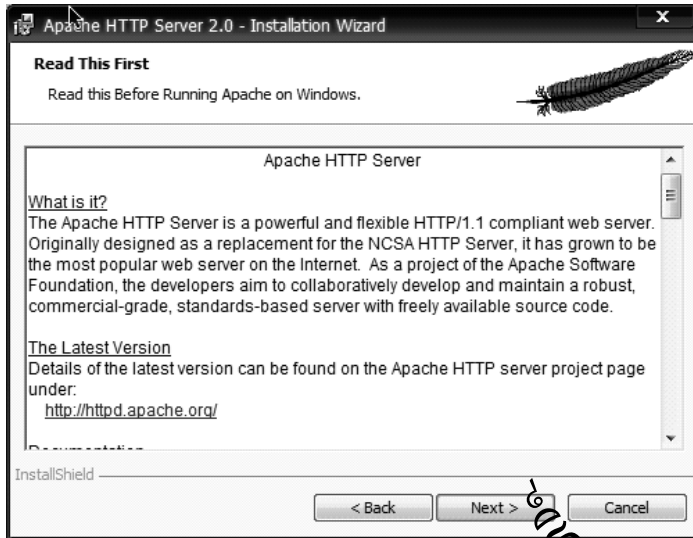 Apache HTTP Server 2.0 - Installation Wizard
Read This First
Read this Before Running Apache on Windows.
Apache HTTP Server
What is it?
The Apache HTTP Server is a powerful and flexible HTTP/1.1 compliant web server.
Originally designed as a replacement for the NCSA HTTP Server, it has grown to be
the most popular web server on the Internet. As a project of the Apache Software
Foundation, the developers aim to collaboratively develop and maintain a robust,
commercial-grade, standards-based server with freely available source code.
The Latest Version
Details of the latest version can be found on the Apache HTTP server project page
under:
http://httpd.apache.org/
InstallShield
< Back
Next >
Cancel